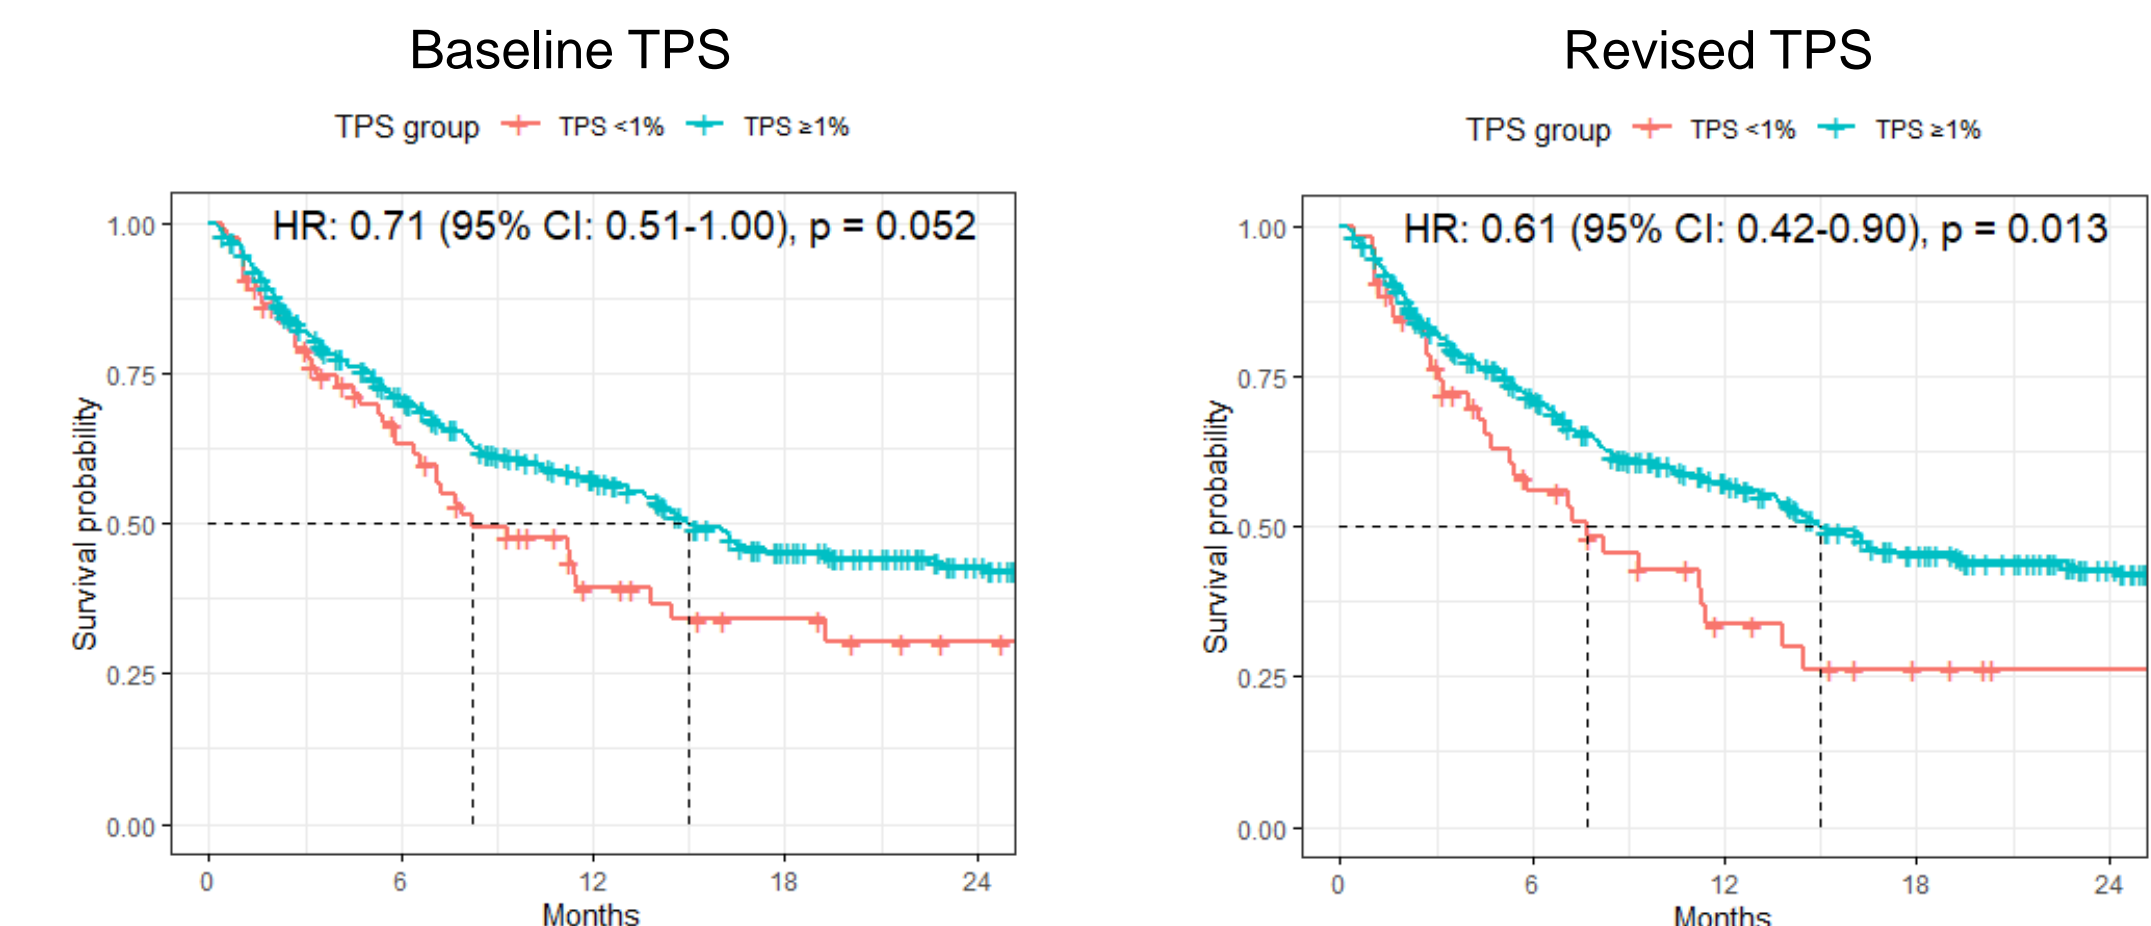 Baseline TPS
TPS group TPS <1% TPS ≥1%
HR: 0.71 (95% CI: 0.51-1.00), p = 0.052
Survival probability
1.00
0.75
0.50
0.25
0.00
0 6 12 18 24
Months
Revised TPS
TPS group TPS <1% TPS ≥1%
HR: 0.61 (95% CI: 0.42-0.90), p = 0.013
Survival probability
1.00
0.75
0.50
0.25
0.00
0 6 12 18 24
Months